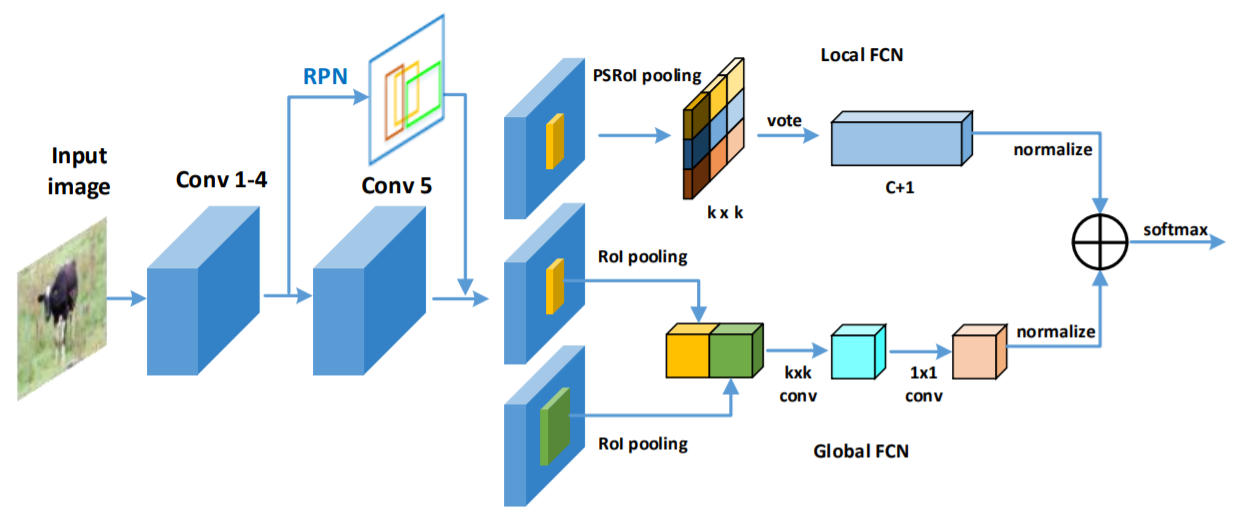 RPN
Input
image
Conv 1-4
Conv 5
PSRoI pooling
k x k
vote
Local FCN
C+1
normalize
softmax
RoI pooling
RoI pooling
kxk
conv
1x1
conv
normalize
Global FCN